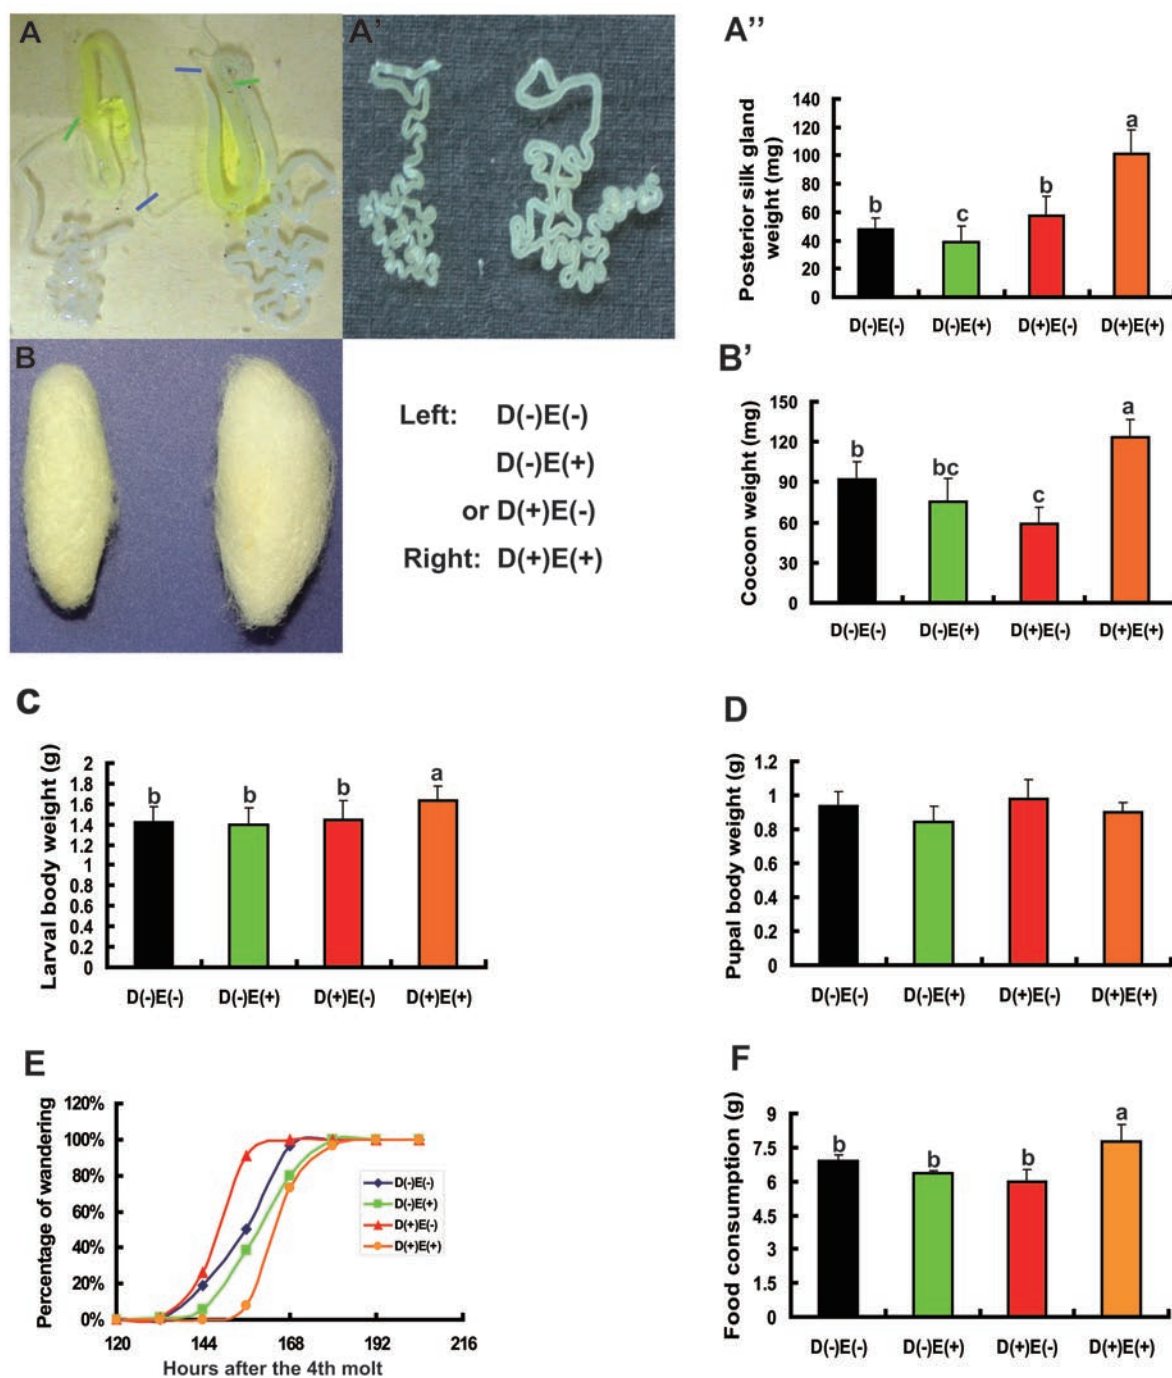 A
A'
A''
Posterior silk gland
weight (mg)
140
120
100
80
60
40
20
0
b
c
b
a
D(-)E(-) D(-)E(+) D(+)E(-) D(+)E(+)
B
Left: D(-)E(-)
D(-)E(+)
or D(+)E(-)
Right: D(+)E(+)
B'
Cocoon weight (mg)
150
120
90
60
30
0
b
bc
c
a
D(-)E(-) D(-)E(+) D(+)E(-) D(+)E(+)
C
Larval body weight (g)
2
1.8
1.6
1.4
1.2
1
0.8
0.6
0.4
0.2
0
b
b
b
a
D(-)E(-) D(-)E(+) D(+)E(-) D(+)E(+)
D
Pupal body weight (g)
1.2
1
0.8
0.6
0.4
0.2
0
D(-)E(-) D(-)E(+) D(+)E(-) D(+)E(+)
E
Percentage of wandering
120%
100%
80%
60%
40%
20%
0%
D(-)E(-)
D(-)E(+)
D(+)E(-)
D(+)E(+)
120 144 168 192 216
Hours after the 4th molt
F
Food consumption (g)
9
7.5
6
4.5
3
1.5
0
b
b
b
a
D(-)E(-) D(-)E(+) D(+)E(-) D(+)E(+)